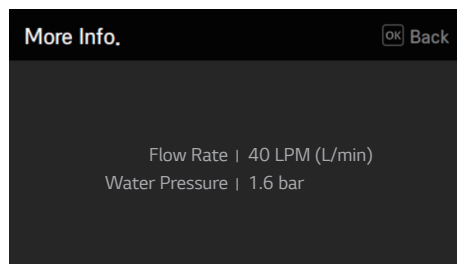 More Info.
OK Back
Flow Rate | 40 LPM (L/min)
Water Pressure | 1.6 bar